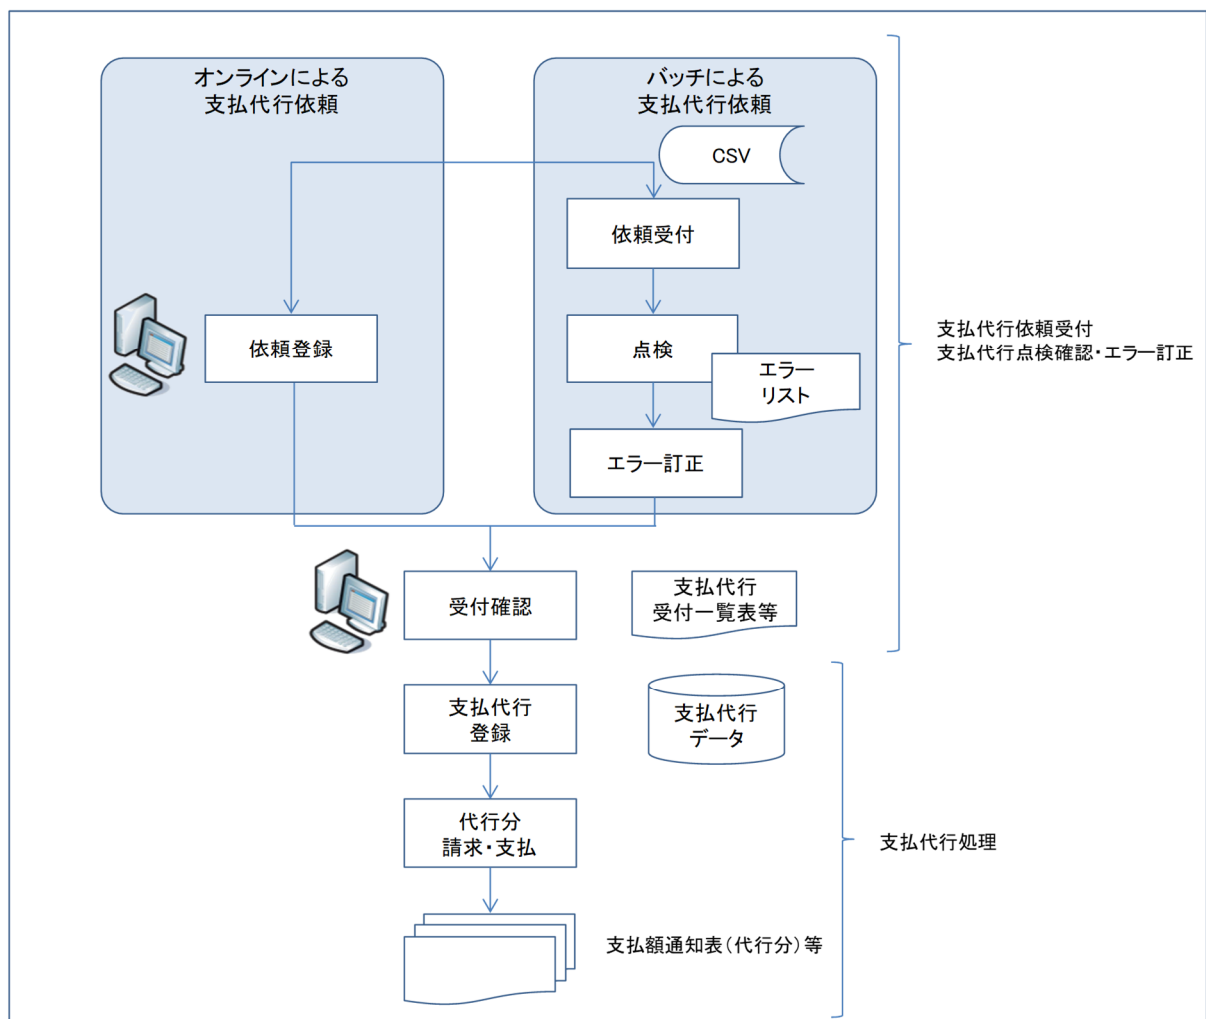 オンラインによる
支払代行依頼
バッチによる
支払代行依頼
CSV
依頼受付
依頼登録
点検
エラー
リスト
エラー訂正
支払代行依頼受付
支払代行点検確認・エラー訂正
受付確認
支払代行
受付一覧表等
支払代行
登録
支払代行
データ
代行分
請求・支払
支払代行処理
支払額通知表(代行分)等